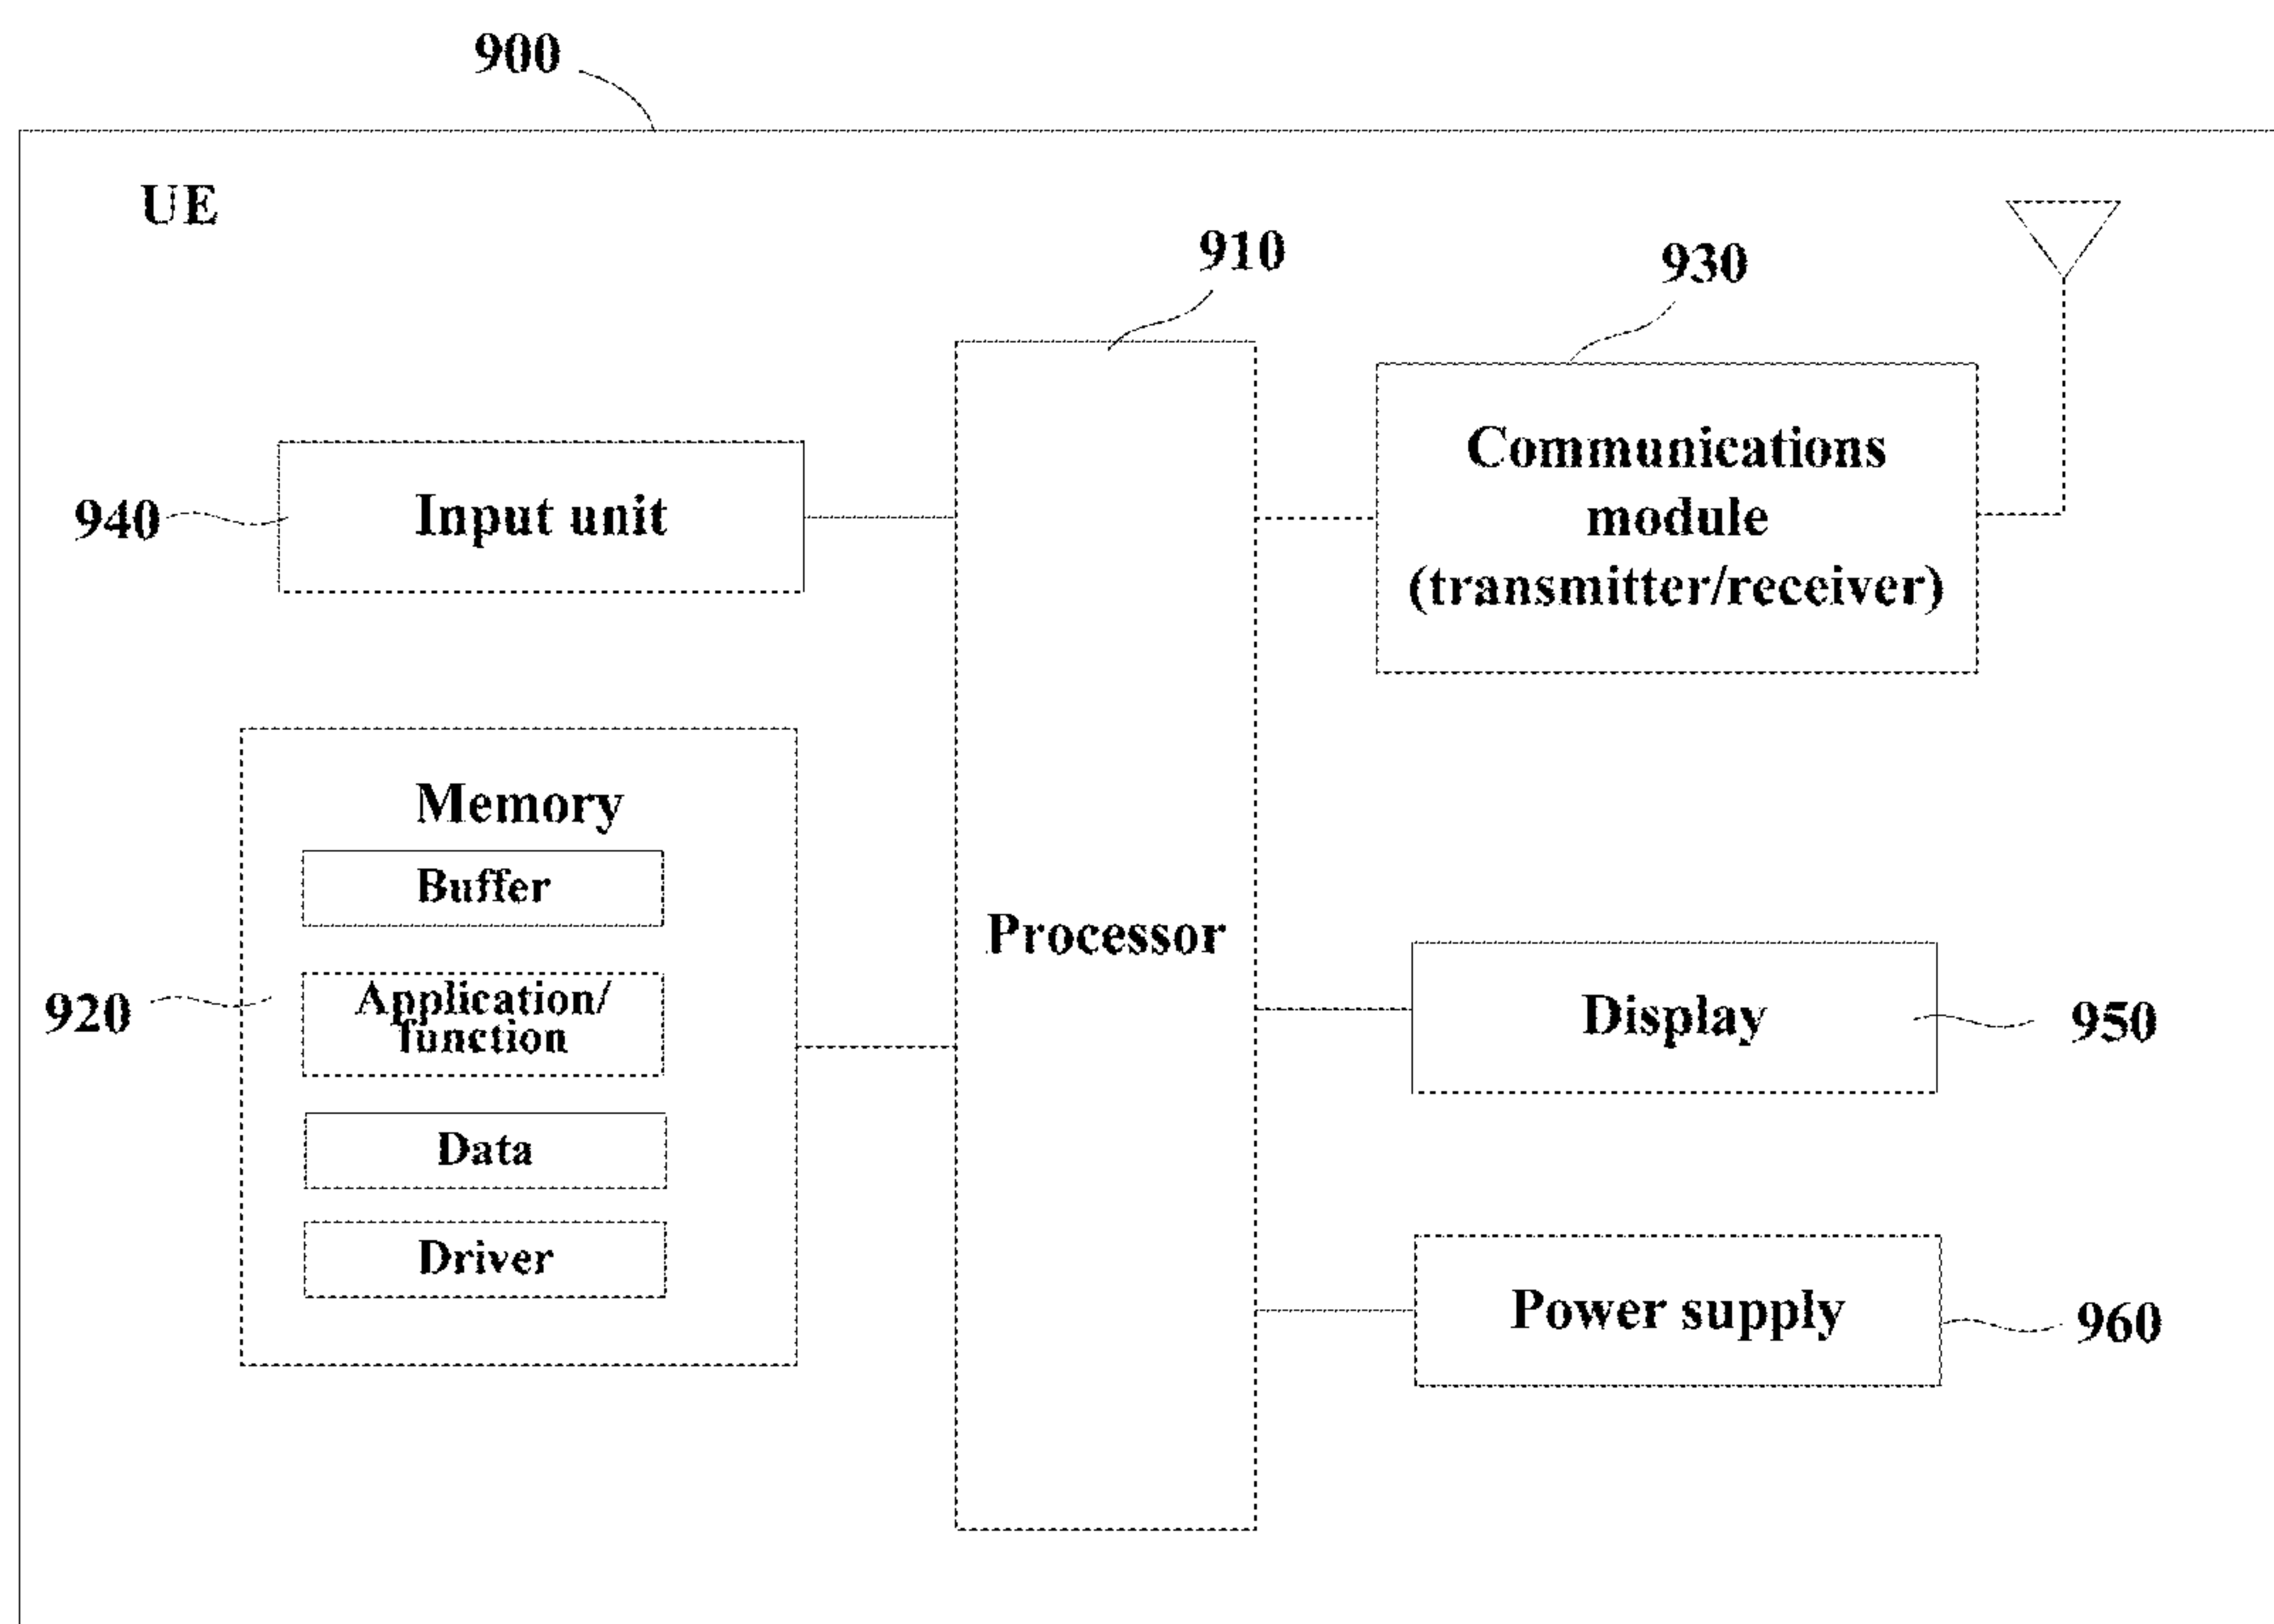 900
UE
910
930
940
Input unit
Communications
module
(transmitter/receiver)
Memory
Buffer
Application/
function
Data
Driver
920
Processor
Display
950
Power supply
960